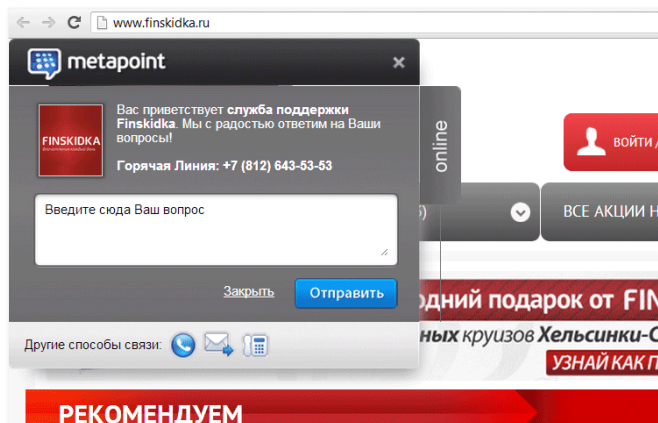 www.finskidka.ru
metapoint
FINSKIDKA
Вас приветствует служба поддержки
Finskidka. Мы с радостью ответим на Ваши
вопросы!
Горячая Линия: +7 (812) 643-53-53
online
ВОЙТИ /
Введите сюда Ваш вопрос
ВСЕ АКЦИИ Н
Закрыть
Отправить
одний подарок от FIN
ных круизов Хельсинки-С
УЗНАЙ КАК П
Другие способы связи:
РЕКОМЕНДУЕМ